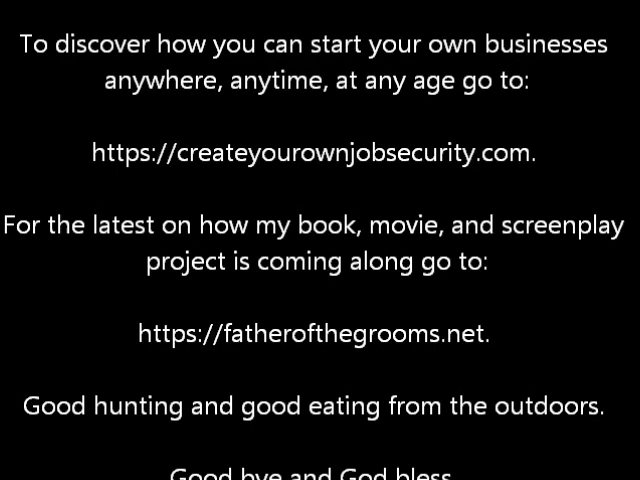 To discover how you can start your own businesses
anywhere, anytime, at any age go to:
https://createyourownjobsecurity.com.
For the latest on how my book, movie, and screenplay
project is coming along go to:
https://fatherofthegrooms.net.
Good hunting and good eating from the outdoors.
Good bye and God bless